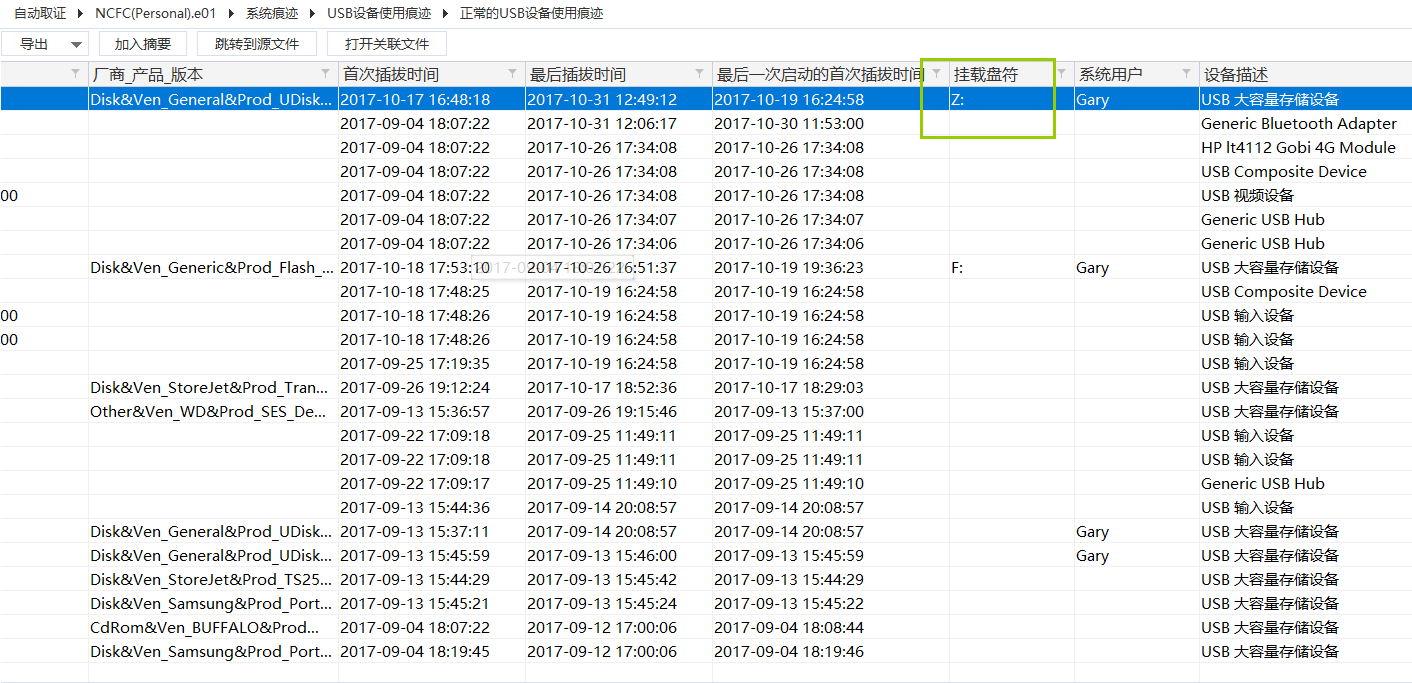 自动取证 NCFC(Personal).e01 系统痕迹 USB设备使用痕迹 正常的USB设备使用痕迹
导出 加入摘要 跳转到源文件 打开关联文件
厂商_产品_版本 首次插拔时间 最后插拔时间 最后一次启动的首次插拔时间 挂载盘符 系统用户 设备描述
Disk&Ven_General&Prod_UDisk... 2017-10-17 16:48:18 2017-10-31 12:49:12 2017-10-19 16:24:58 Z: Gary USB 大容量存储设备
2017-09-04 18:07:22 2017-10-31 12:06:17 2017-10-30 11:53:00 Generic Bluetooth Adapter
2017-09-04 18:07:22 2017-10-26 17:34:08 2017-10-26 17:34:08 HP lt4112 Gobi 4G Module
2017-09-04 18:07:22 2017-10-26 17:34:08 2017-10-26 17:34:08 USB Composite Device
00 2017-09-04 18:07:22 2017-10-26 17:34:08 2017-10-26 17:34:08 USB 视频设备
2017-09-04 18:07:22 2017-10-26 17:34:07 2017-10-26 17:34:07 Generic USB Hub
2017-09-04 18:07:22 2017-10-26 17:34:06 2017-10-26 17:34:06 Generic USB Hub
Disk&Ven_Generic&Prod_Flash_... 2017-10-18 17:53:10 2017-10-26 16:51:37 2017-10-19 19:36:23 F: Gary USB 大容量存储设备
2017-10-18 17:48:25 2017-10-19 16:24:58 2017-10-19 16:24:58 USB Composite Device
00 2017-10-18 17:48:26 2017-10-19 16:24:58 2017-10-19 16:24:58 USB 输入设备
00 2017-10-18 17:48:26 2017-10-19 16:24:58 2017-10-19 16:24:58 USB 输入设备
2017-09-25 17:19:35 2017-10-19 16:24:58 2017-10-19 16:24:58 USB 输入设备
Disk&Ven_StoreJet&Prod_Tran... 2017-09-26 19:12:24 2017-10-17 18:52:36 2017-10-17 18:29:03 USB 大容量存储设备
Other&Ven_WD&Prod_SES_De... 2017-09-13 15:36:57 2017-09-26 19:15:46 2017-09-13 15:37:00 USB 大容量存储设备
2017-09-22 17:09:18 2017-09-25 11:49:11 2017-09-25 11:49:11 USB 输入设备
2017-09-22 17:09:18 2017-09-25 11:49:11 2017-09-25 11:49:11 USB 输入设备
2017-09-22 17:09:17 2017-09-25 11:49:10 2017-09-25 11:49:10 Generic USB Hub
2017-09-13 15:44:36 2017-09-14 20:08:57 2017-09-14 20:08:57 USB 输入设备
Disk&Ven_General&Prod_UDisk... 2017-09-13 15:37:11 2017-09-14 20:08:57 2017-09-14 20:08:57 Gary USB 大容量存储设备
Disk&Ven_General&Prod_UDisk... 2017-09-13 15:45:59 2017-09-13 15:46:00 2017-09-13 15:45:59 Gary USB 大容量存储设备
Disk&Ven_StoreJet&Prod_TS25... 2017-09-13 15:44:29 2017-09-13 15:45:42 2017-09-13 15:44:29 USB 大容量存储设备
Disk&Ven_Samsung&Prod_Port... 2017-09-13 15:45:21 2017-09-13 15:45:24 2017-09-13 15:45:22 USB 大容量存储设备
CdRom&Ven_BUFFALO&Prod... 2017-09-04 18:07:22 2017-09-12 17:00:06 2017-09-04 18:08:44 USB 大容量存储设备
Disk&Ven_Samsung&Prod_Port... 2017-09-04 18:19:45 2017-09-12 17:00:06 2017-09-04 18:19:46 USB 大容量存储设备